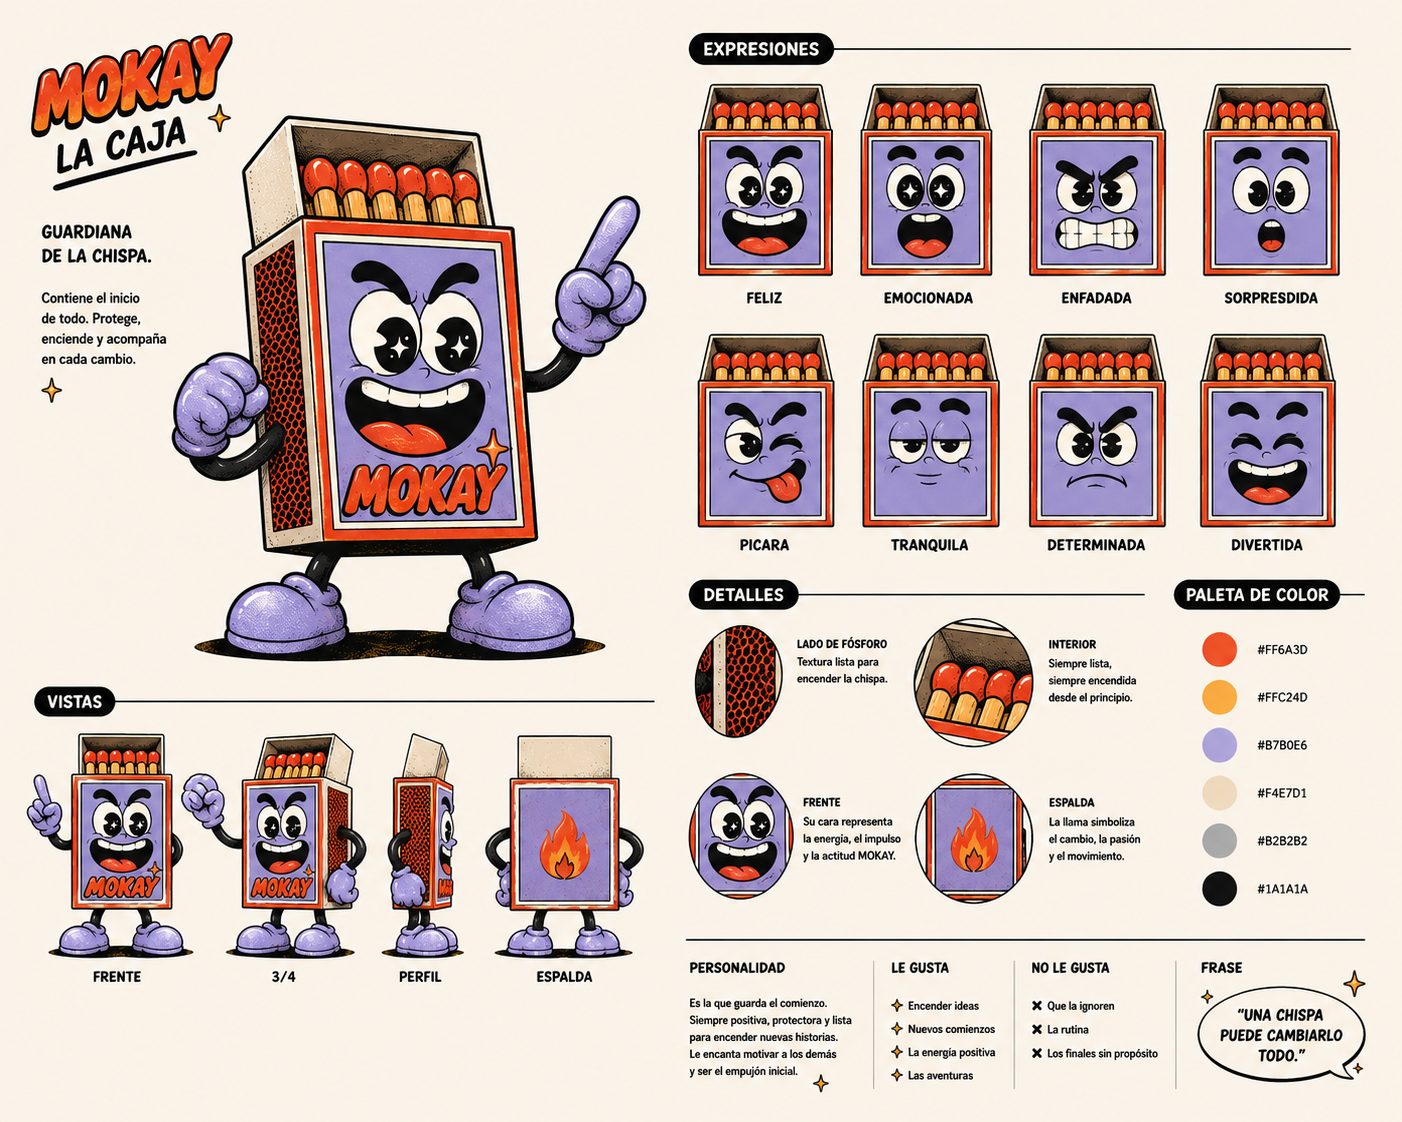 MOKAY
LA CAJA
GUARDIANA
DE LA CHISPA.
Contiene el inicio
de todo. Protege,
enciende y acompaña
en cada cambio.
MOKAY
VISTAS
MOKAY
MOKAY
MO
FRENTE
3/4
PERFIL
ESPALDA
EXPRESIONES
FELIZ
EMOCIONADA
ENFADADA
SORPRESDIDA
PICARA
TRANQUILA
DETERMINADA
DIVERTIDA
DETALLES
LADO DE FÓSFORO
Textura lista para
encender la chispa.
INTERIOR
Siempre lista,
siempre encendida
desde el principio.
FRENTE
Su cara representa
la energía, el impulso
y la actitud MOKAY.
ESPALDA
La llama simboliza
el cambio, la pasión
y el movimiento.
PALETA DE COLOR
#FF6A3D
#FFC24D
#B7B0E6
#F4E7D1
#B2B2B2
#1A1A1A
PERSONALIDAD
Es la que guarda el comienzo.
Siempre positiva, protectora y lista
para encender nuevas historias.
Le encanta motivar a los demás
y ser el empujón inicial.
LE GUSTA
Encender ideas
Nuevos comienzos
La energía positiva
Las aventuras
NO LE GUSTA
Que la ignoren
La rutina
Los finales sin propósito
FRASE
"UNA CHISPA
PUEDE CAMBIARLO
TODO."